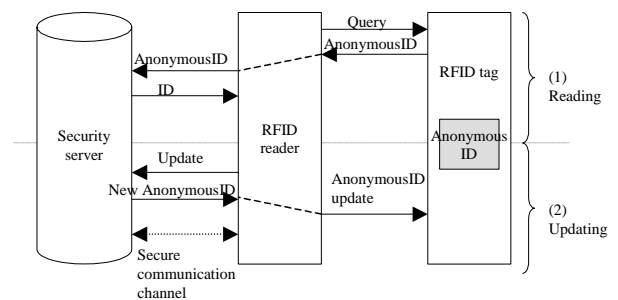 Query
AnonymousID
AnonymousID
RFID tag
(1)
Reading
ID
Security
server
RFID
reader
Anonymous
ID
Update
New AnonymousID
AnonymousID
update
(2)
Updating
Secure
communication
channel